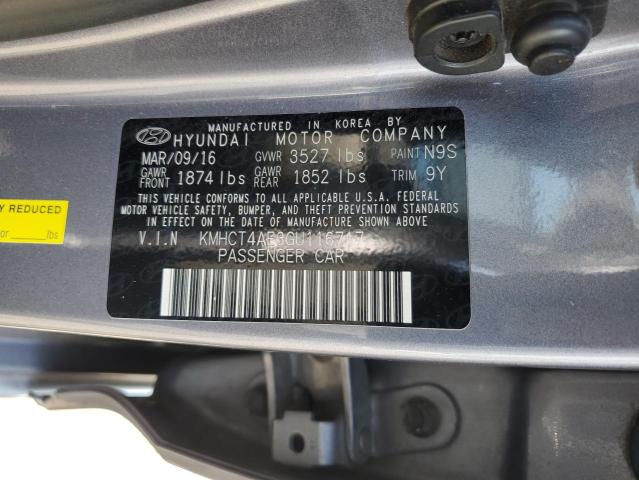 MANUFACTURED IN KOREA BY
HYUNDAI MOTOR COMPANY
MAR/09/16 GVWR 3527 lbs PAINT N9S
GAWR FRONT 1874 lbs GAWR REAR 1852 lbs TRIM 9Y
THIS VEHICLE CONFORMS TO ALL APPLICABLE U.S.A. FEDERAL
MOTOR VEHICLE SAFETY, BUMPER, AND THEFT PREVENTION STANDARDS
IN EFFECT ON THE DATE OF MANUFACTURE SHOWN ABOVE.
V.I.N
PASSENGER CAR
Y REDUCED
or lbs